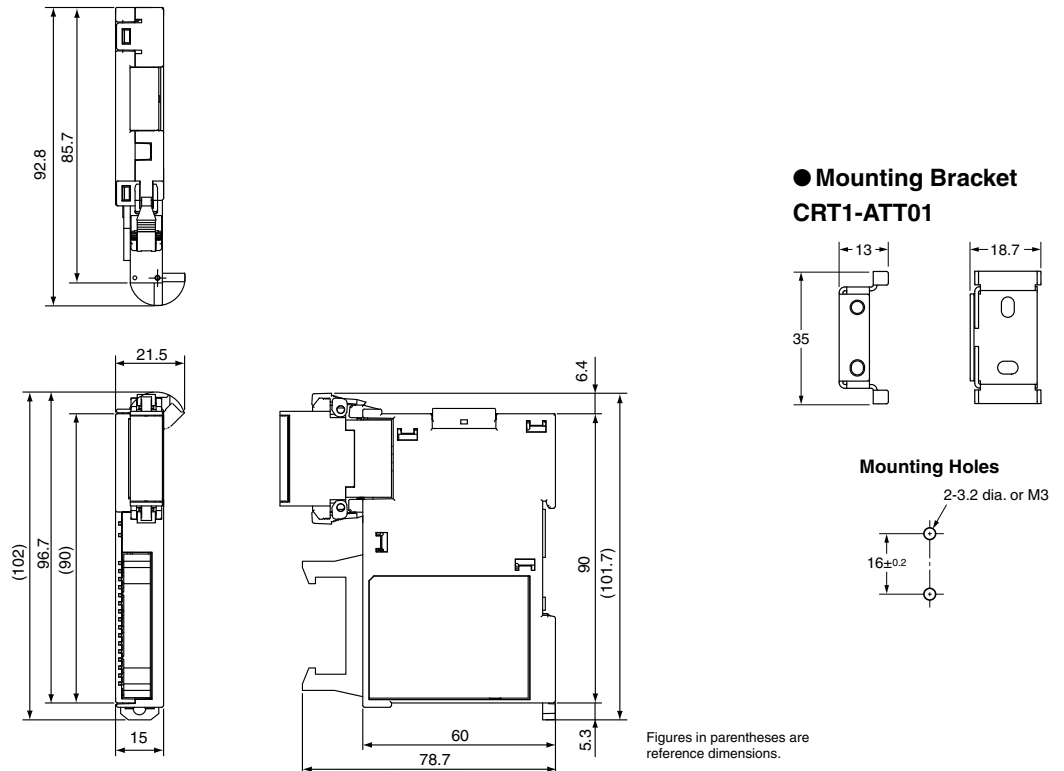 92.8
85.7
● Mounting Bracket
CRT1-ATT01
13
18.7
35
21.5
6.4
Mounting Holes
2-3.2 dia. or M3
16±0.2
(102)
96.7
(90)
90
(101.7)
15
60
78.7
5.3
Figures in parentheses are
reference dimensions.